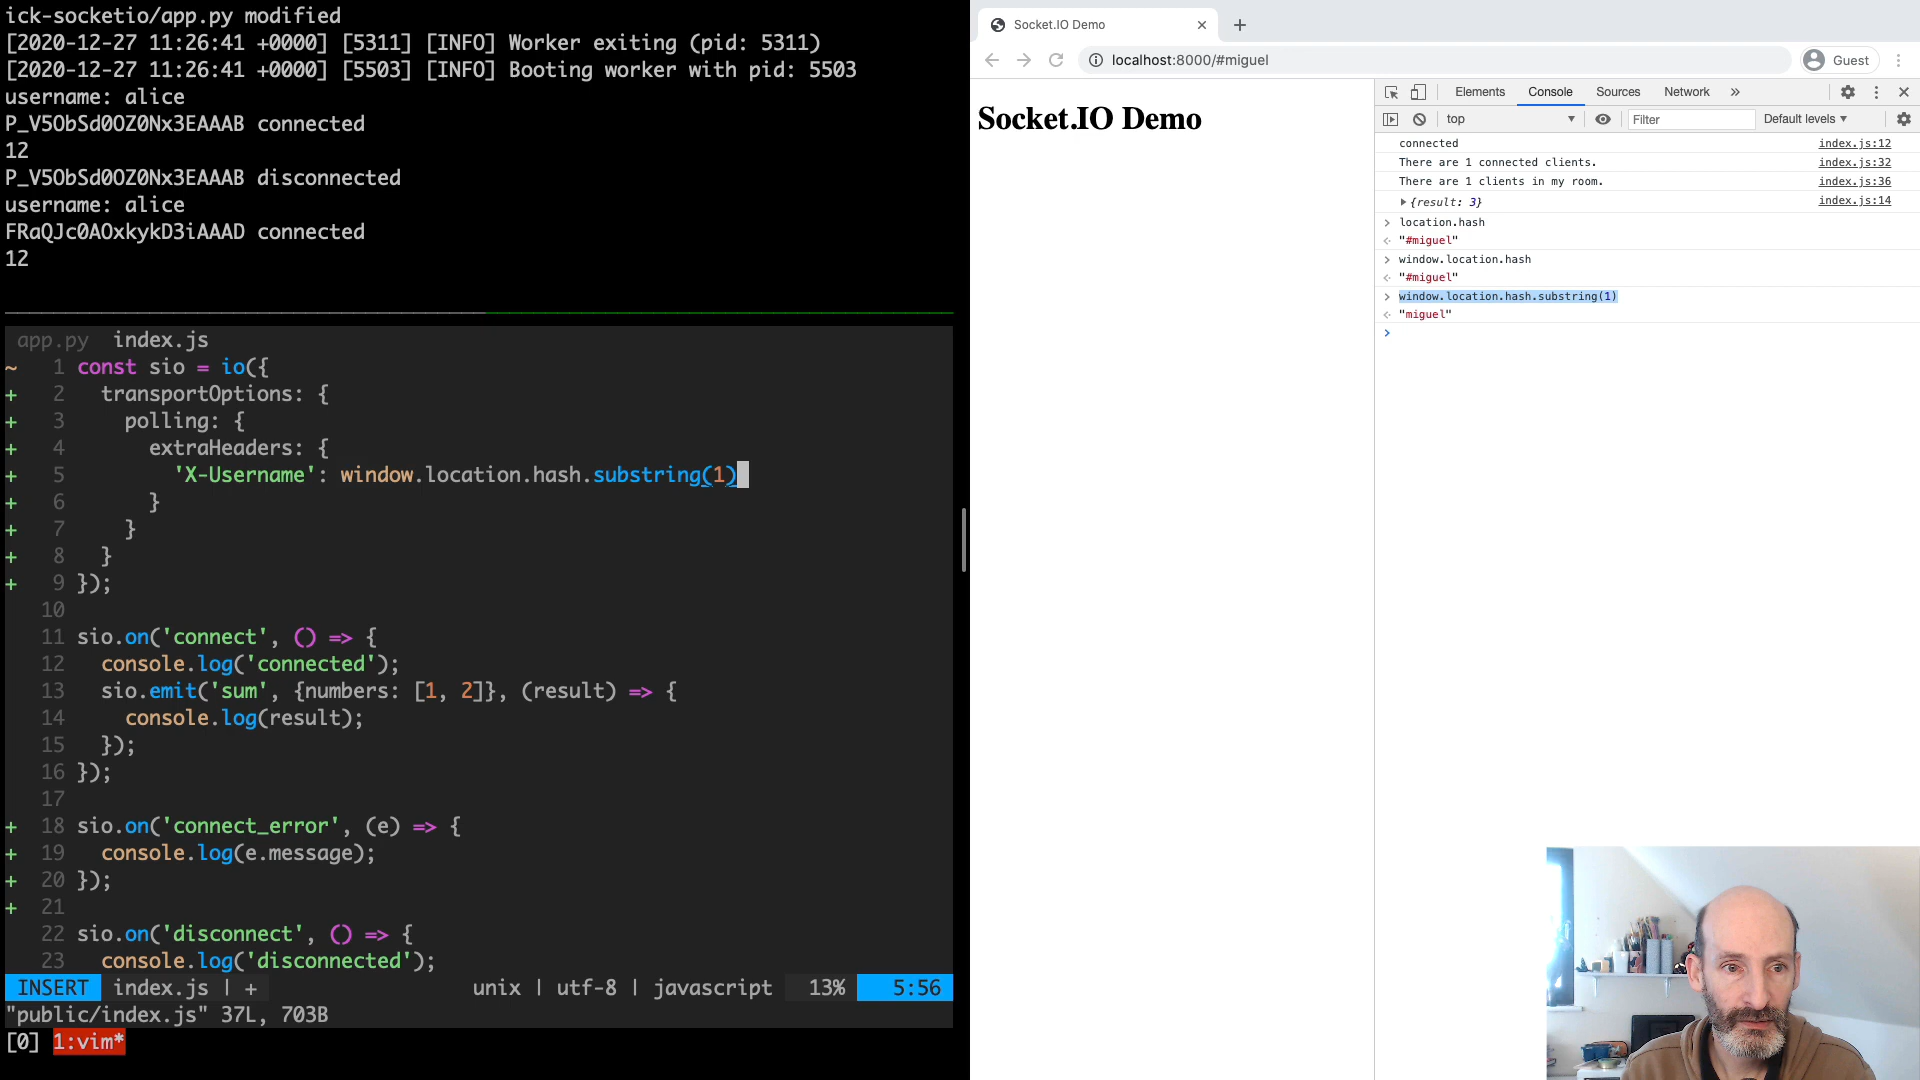 ick-socketio/app.py modified
[2020-12-27 11:26:41 +0000] [5311] [INFO] Worker exiting (pid: 5311)
[2020-12-27 11:26:41 +0000] [5503] [INFO] Booting worker with pid: 5503
username: alice
P_V5ObSd0OZ0Nx3EAAAB connected
12
P_V5ObSd0OZ0Nx3EAAAB disconnected
username: alice
FRaQJc0AOxkykD3iAAAD connected
12
app.py index.js
~ 1 const sio = io({
+ 2 transportOptions: {
+ 3 polling: {
+ 4 extraHeaders: {
+ 5 'X-Username': window.location.hash.substring(1)
+ 6 }
+ 7 }
+ 8 }
+ 9 });
10
11 sio.on('connect', () => {
12 console.log('connected');
13 sio.emit('sum', {numbers: [1, 2]}, (result) => {
14 console.log(result);
15 });
16 });
17
+ 18 sio.on('connect_error', (e) => {
+ 19 console.log(e.message);
+ 20 });
+ 21
22 sio.on('disconnect', () => {
23 console.log('disconnected');
INSERT index.js | + unix | utf-8 | javascript 13% 5:56
"public/index.js" 37L, 703B
[0] 1:vim*
Socket.IO Demo
localhost:8000/#miguel
Guest
Socket.IO Demo
Elements Console Sources Network »
top Filter Default levels
connected index.js:12
There are 1 connected clients. index.js:32
There are 1 clients in my room. index.js:36
{result: 3} index.js:14
> location.hash
"#miguel"
> window.location.hash
"#miguel"
> window.location.hash.substring(1)
"miguel"
>